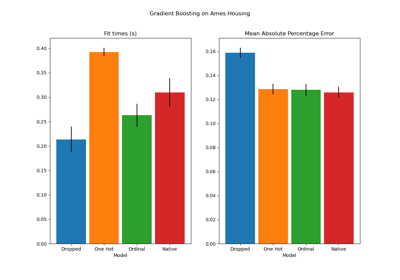 Gradient Boosting on Ames Housing
Fit times (s)
0.40
0.35
0.30
0.25
0.20
0.15
0.10
0.05
0.00
Dropped One Hot Ordinal Native
Model
Mean Absolute Percentage Error
0.16
0.14
0.12
0.10
0.08
0.06
0.04
0.02
0.00
Dropped One Hot Ordinal Native
Model